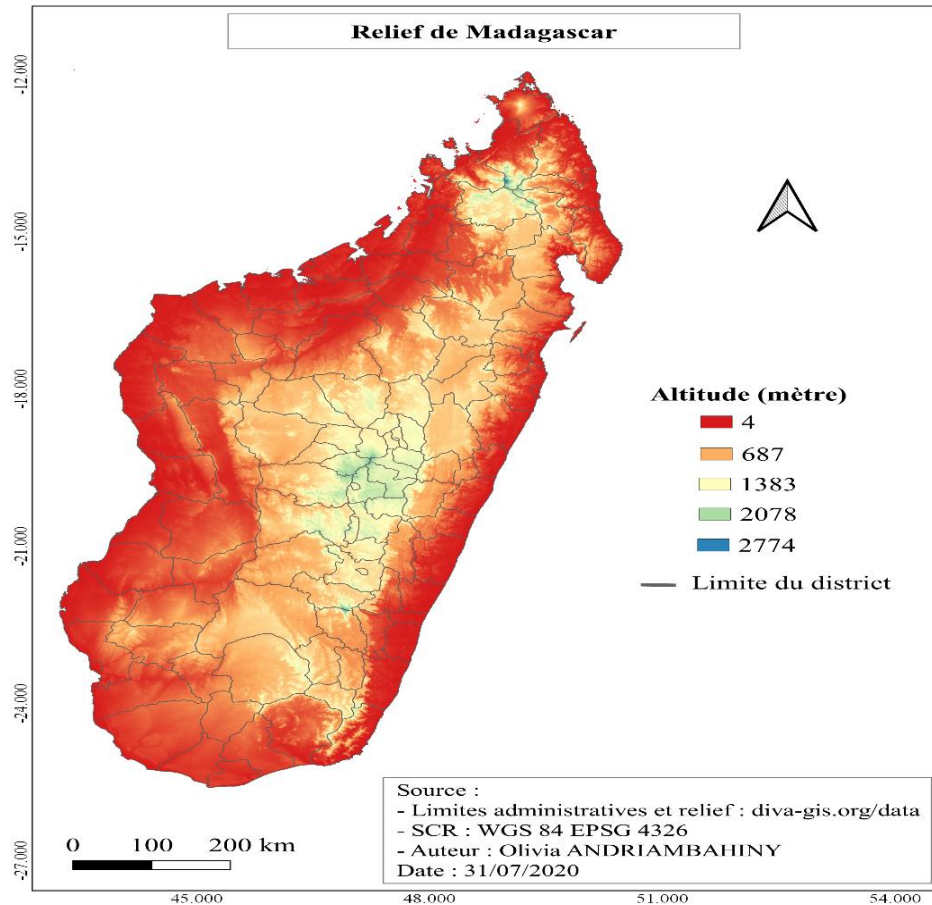 Relief de Madagascar
-12.000
-15.000
-18.000
-21.000
-24.000
-27.000
Altitude (mètre)
4
687
1383
2078
2774
Limite du district
0 100 200 km
Source :
- Limites administratives et relief : diva-gis.org/data
- SCR : WGS 84 EPSG 4326
- Auteur : Olivia ANDRIAMBAHINY
Date : 31/07/2020
45.000 48.000 51.000 54.000